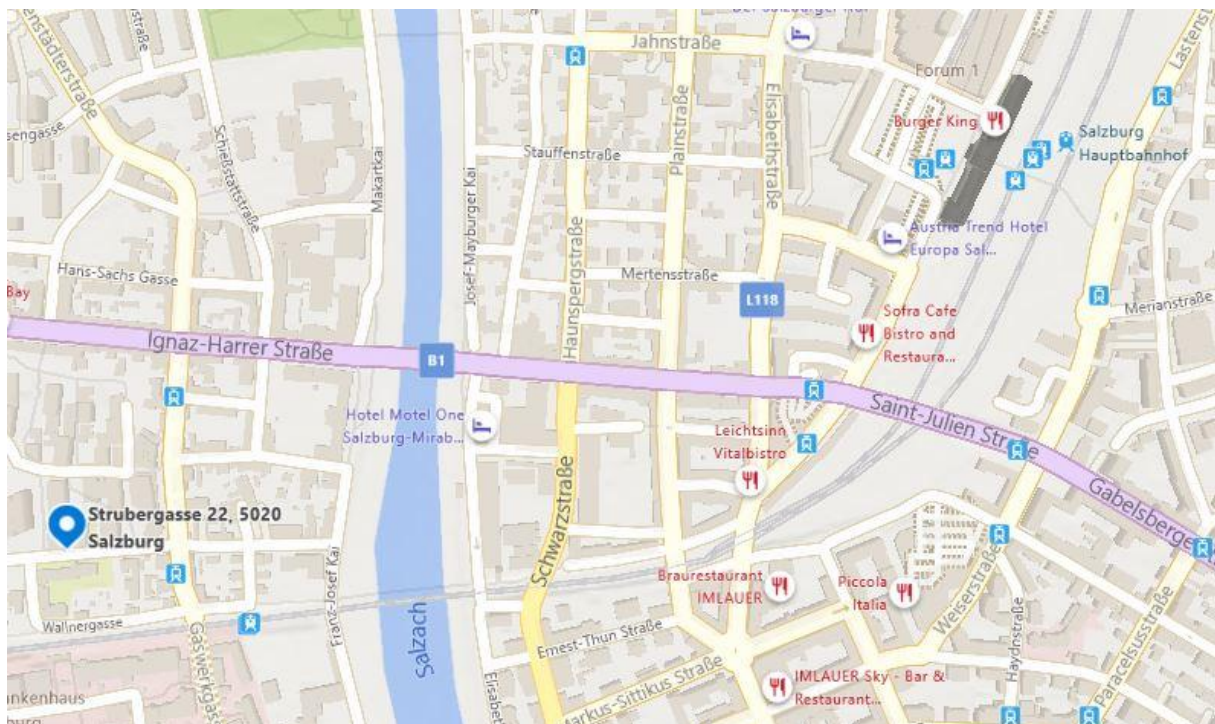 Jahnstraße
Forum 1
Burger King
Salzburg
Hauptbahnhof
Schießstattstraße
Makartkai
Josef-Mayburger Kai
Haunspergstraße
Stauffenstraße
Plainstraße
Elisabethstraße
Austria Trend Hotel
Europa Sal...
Hans-Sachs Gasse
Mertensstraße
L118
Merianstraße
Bay
Sofra Cafe
Bistro and
Restaura...
Ignaz-Harrer Straße
B1
Hotel Motel One
Salzburg-Mirab...
Saint-Julien Straße
Leichtsinn
Vitalbistro
Strubergasse 22, 5020
Salzburg
Schwarzstraße
Franz-Josef Kai
Salzach
Braurestaurant
IMLAUER
Piccola
Italia
Weiserstraße
Wallnergasse
Gaswerkgasse
Ernest-Thun Straße
Markus-Sittikus Straße
Haydnstraße
Paracelsusstraße
IMLAUER Sky - Bar &
Restaurant...